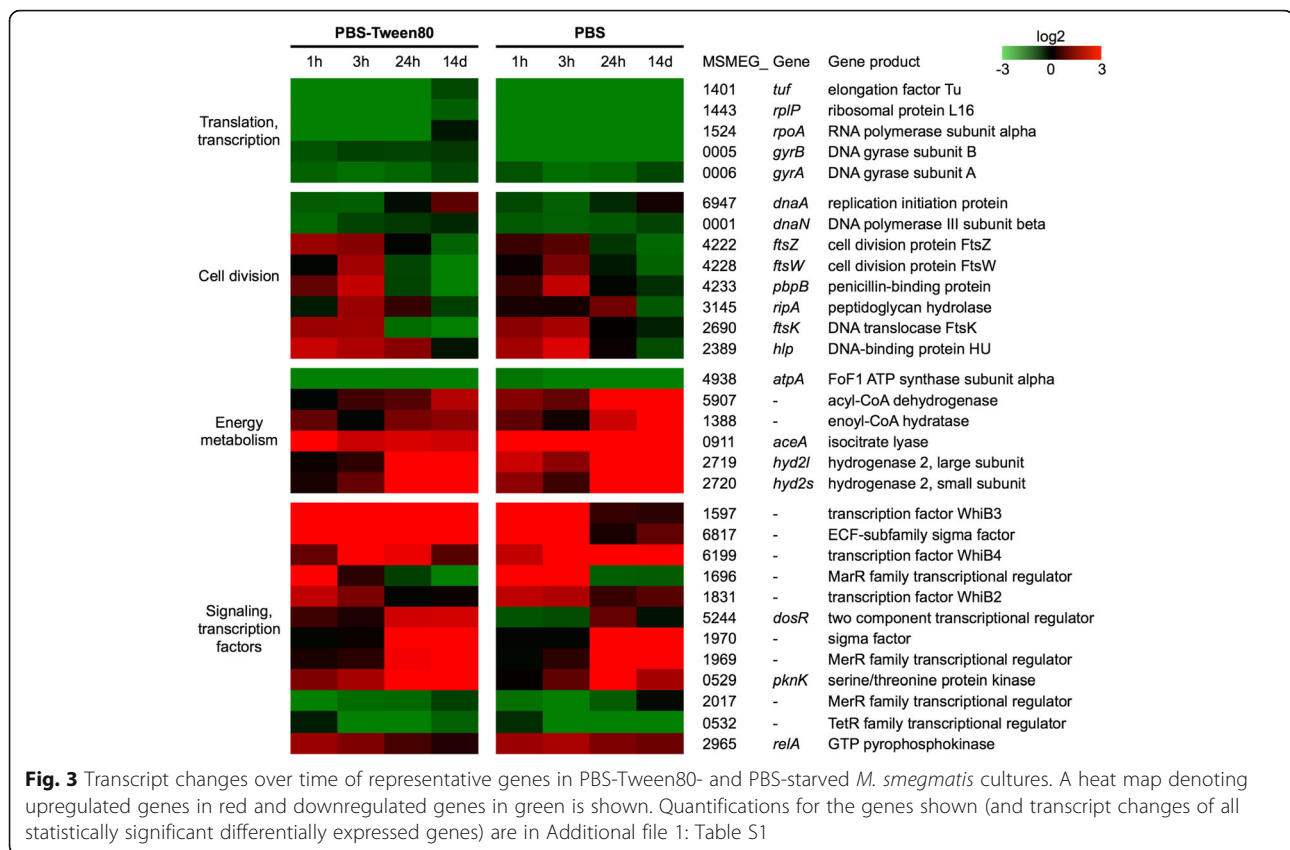 PBS-Tween80 PBS log2
1h 3h 24h 14d 1h 3h 24h 14d MSMEG_ Gene Gene product -3 0 3
Translation, transcription
1401 tuf elongation factor Tu
1443 rplP ribosomal protein L16
1524 rpoA RNA polymerase subunit alpha
0005 gyrB DNA gyrase subunit B
0006 gyrA DNA gyrase subunit A
Cell division
6947 dnaA replication initiation protein
0001 dnaN DNA polymerase III subunit beta
4222 ftsZ cell division protein FtsZ
4228 ftsW cell division protein FtsW
4233 pbpB penicillin-binding protein
3145 ripA peptidoglycan hydrolase
2690 ftsK DNA translocase FtsK
2389 hlp DNA-binding protein HU
Energy metabolism
4938 atpA FoF1 ATP synthase subunit alpha
5907 - acyl-CoA dehydrogenase
1388 - enoyl-CoA hydratase
0911 aceA isocitrate lyase
2719 hyd2l hydrogenase 2, large subunit
2720 hyd2s hydrogenase 2, small subunit
Signaling, transcription factors
1597 - transcription factor WhiB3
6817 - ECF-subfamily sigma factor
6199 - transcription factor WhiB4
1696 - MarR family transcriptional regulator
1831 - transcription factor WhiB2
5244 dosR two component transcriptional regulator
1970 - sigma factor
1969 - MerR family transcriptional regulator
0529 pknK serine/threonine protein kinase
2017 - MerR family transcriptional regulator
0532 - TetR family transcriptional regulator
2965 relA GTP pyrophosphokinase
Fig. 3 Transcript changes over time of representative genes in PBS-Tween80- and PBS-starved M. smegmatis cultures. A heat map denoting
upregulated genes in red and downregulated genes in green is shown. Quantifications for the genes shown (and transcript changes of all
statistically significant differentially expressed genes) are in Additional file 1: Table S1